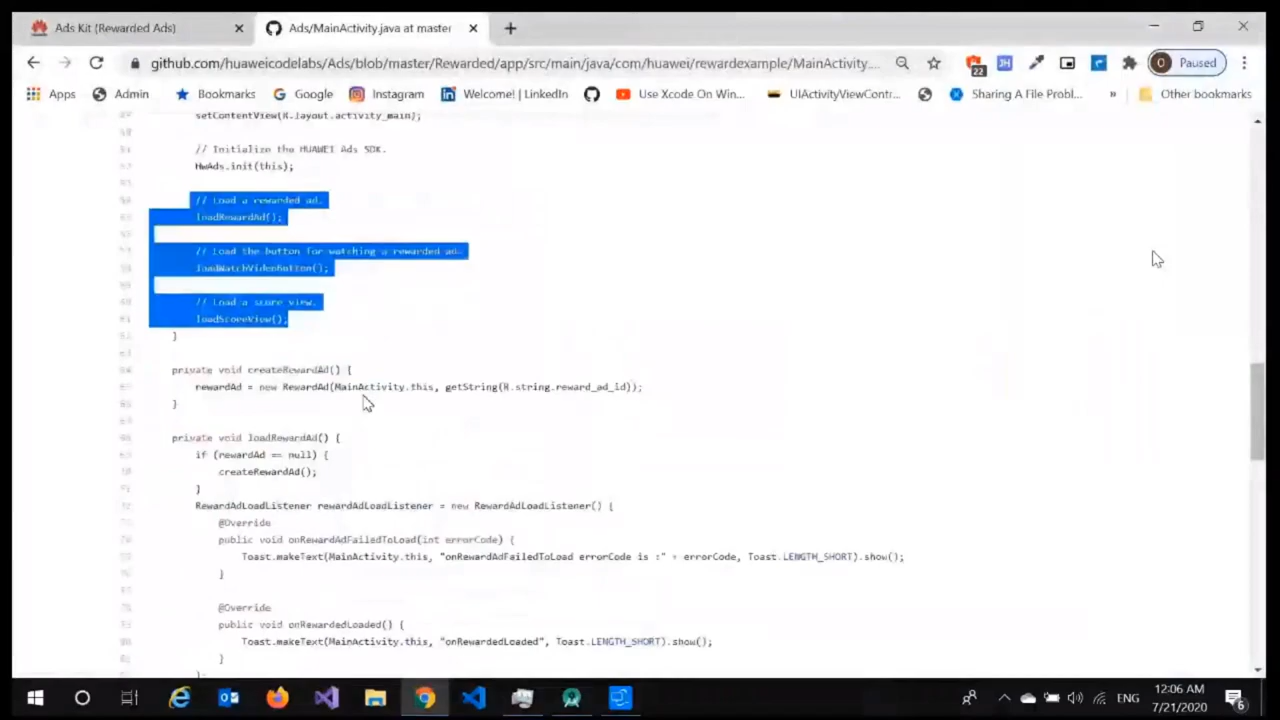 Ads Kit (Rewarded Ads)
Ads/MainActivity.java at master
github.com/huaweicodelabs/Ads/blob/master/Rewarded/app/src/main/java/com/huawei/rewardexample/MainActivity....
22
JH
O Paused
Apps
Admin
Bookmarks
Google
Instagram
Welcome! | LinkedIn
Use Xcode On Win...
UIActivityViewContr...
Sharing A File Probl...
»
Other bookmarks
setContentView(R.layout.activity_main);
// Initialize the HUAWEI Ads SDK.
HwAds.init(this);
// Load a rewarded ad.
loadRewardAd();
// Load the button for watching a rewarded ad.
loadWatchVideoButton();
// Load a score view.
loadScoreView();
}
private void createRewardAd() {
rewardAd = new RewardAd(MainActivity.this, getString(R.string.reward_ad_id));
}
private void loadRewardAd() {
if (rewardAd == null) {
createRewardAd();
}
RewardAdLoadListener rewardAdLoadListener = new RewardAdLoadListener() {
@Override
public void onRewardAdFailedToLoad(int errorCode) {
Toast.makeText(MainActivity.this, "onRewardAdFailedToLoad errorCode is :" + errorCode, Toast.LENGTH_SHORT).show();
}
@Override
public void onRewardedLoaded() {
Toast.makeText(MainActivity.this, "onRewardedLoaded", Toast.LENGTH_SHORT).show();
}
ENG
12:06 AM
7/21/2020
6